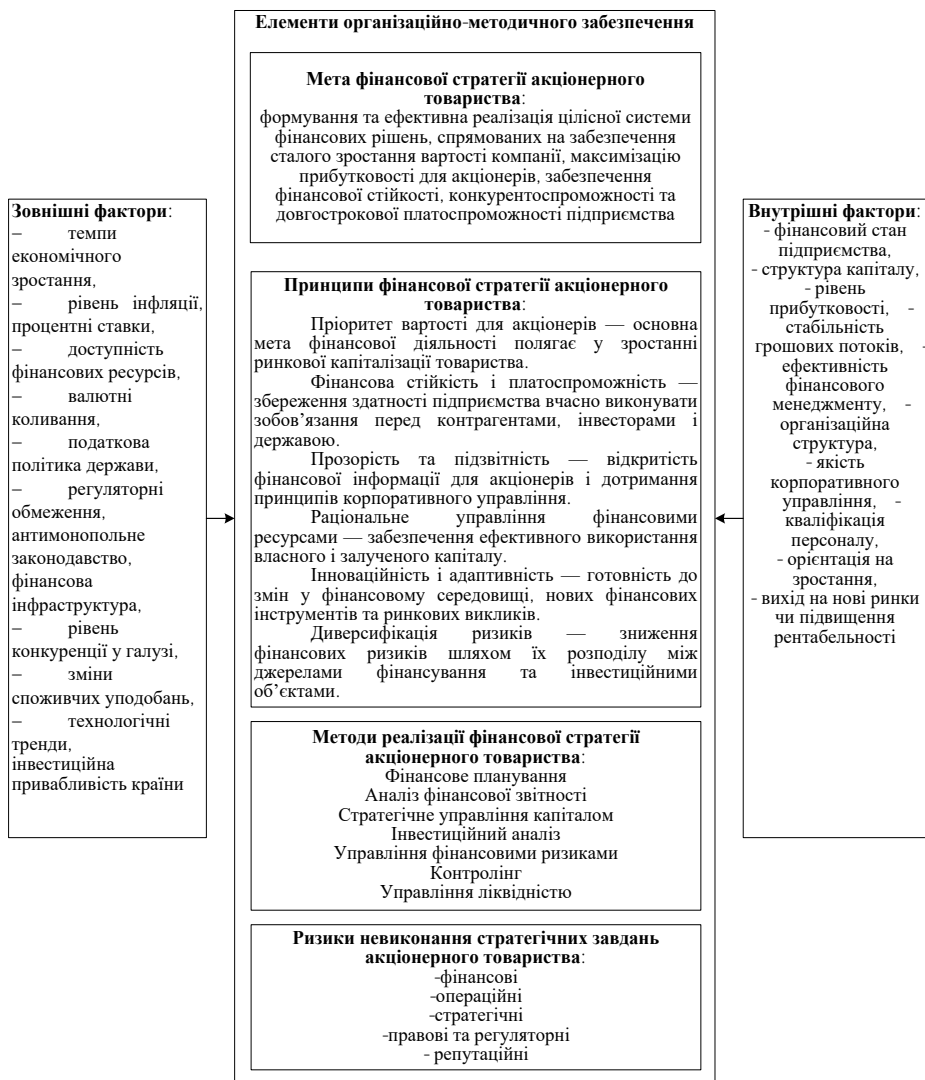 Елементи організаційно-методичного забезпечення
Мета фінансової стратегії акціонерного
товариства:
формування та ефективна реалізація цілісної системи
фінансових рішень, спрямованих на забезпечення
сталого зростання вартості компанії, максимізацію
прибутковості для акціонерів, забезпечення
фінансової стійкості, конкурентоспроможності та
довгострокової платоспроможності підприємства
Зовнішні фактори:
– темпи
економічного
зростання,
– рівень інфляції,
процентні ставки,
– доступність
фінансових ресурсів,
– валютні
коливання,
– податкова
політика держави,
– регуляторні
обмеження,
антимонопольне
законодавство,
фінансова
інфраструктура,
– рівень
конкуренції у галузі,
– зміни
споживчих уподобань,
– технологічні
тренди,
інвестиційна
привабливість країни
Принципи фінансової стратегії акціонерного
товариства:
Пріоритет вартості для акціонерів — основна
мета фінансової діяльності полягає у зростанні
ринкової капіталізації товариства.
Фінансова стійкість і платоспроможність —
збереження здатності підприємства вчасно виконувати
зобов’язання перед контрагентами, інвесторами і
державою.
Прозорість та підзвітність — відкритість
фінансової інформації для акціонерів і дотримання
принципів корпоративного управління.
Раціональне управління фінансовими
ресурсами — забезпечення ефективного використання
власного і залученого капіталу.
Інноваційність і адаптивність — готовність до
змін у фінансовому середовищі, нових фінансових
інструментів та ринкових викликів.
Диверсифікація ризиків — зниження
фінансових ризиків шляхом їх розподілу між
джерелами фінансування та інвестиційними
об’єктами.
Методи реалізації фінансової стратегії
акціонерного товариства:
Фінансове планування
Аналіз фінансової звітності
Стратегічне управління капіталом
Інвестиційний аналіз
Управління фінансовими ризиками
Контролінг
Управління ліквідністю
Ризики невиконання стратегічних завдань
акціонерного товариства:
-фінансові
-операційні
-стратегічні
-правові та регуляторні
- репутаційні
Внутрішні фактори:
- фінансовий стан
підприємства,
- структура капіталу,
- рівень
прибутковості, -
стабільність
грошових потоків, -
ефективність
фінансового
менеджменту, -
організаційна
структура,
- якість
корпоративного
управління, -
кваліфікація
персоналу,
- орієнтація на
зростання,
- вихід на нові ринки
чи підвищення
рентабельності